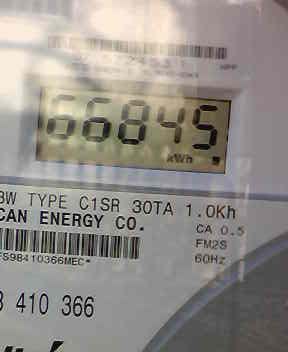 66845
kWh
TYPE C1SR 30TA 1.0Kh
CAN ENERGY CO.
CA 0.5
FM2S
60Hz
410 366